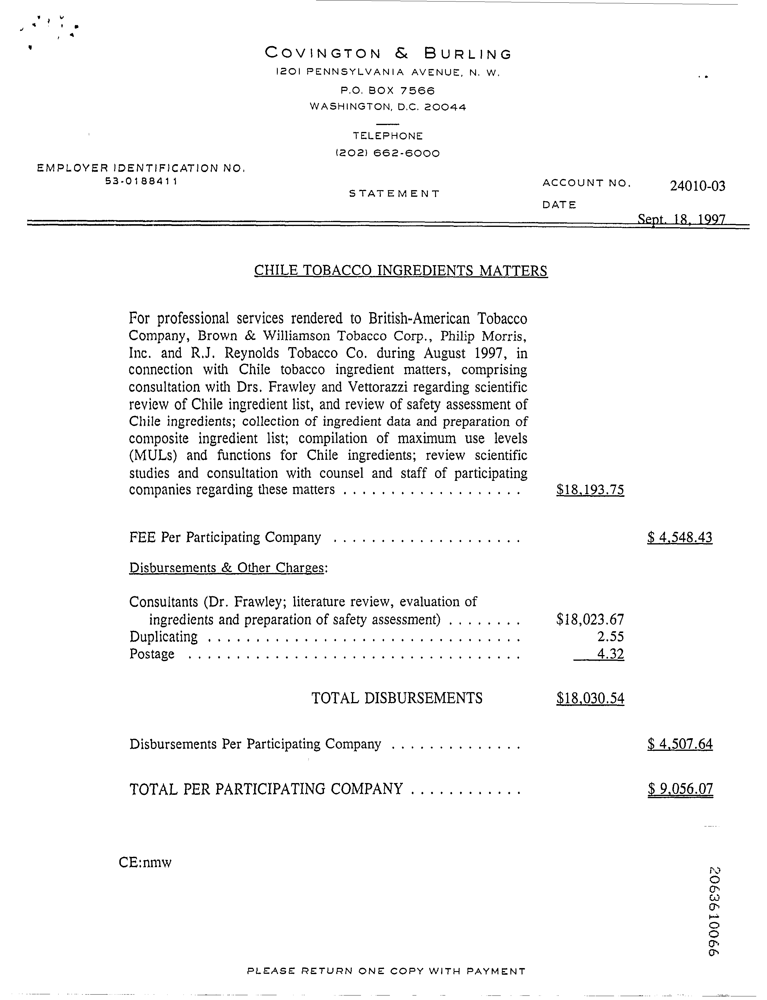 COVINGTON & BURLING
1201 PENNSYLVANIA AVENUE, N. W.
P.O. BOX 7566
WASHINGTON, D.C. 20044
TELEPHONE
(202) 662-6000
EMPLOYER IDENTIFICATION NO.
53-0188411
STATEMENT
ACCOUNT NO. 24010-03
DATE
Sept. 18, 1997
CHILE TOBACCO INGREDIENTS MATTERS
For professional services rendered to British-American Tobacco
Company, Brown & Williamson Tobacco Corp., Philip Morris,
Inc. and R.J. Reynolds Tobacco Co. during August 1997, in
connection with Chile tobacco ingredient matters, comprising
consultation with Drs. Frawley and Vettorazzi regarding scientific
review of Chile ingredient list, and review of safety assessment of
Chile ingredients; collection of ingredient data and preparation of
composite ingredient list; compilation of maximum use levels
(MULs) and functions for Chile ingredients; review scientific
studies and consultation with counsel and staff of participating
companies regarding these matters . . . . . . . . . . . . . . . . . . . $18,193.75
FEE Per Participating Company . . . . . . . . . . . . . . . . . . . . $ 4,548.43
Disbursements & Other Charges:
Consultants (Dr. Frawley; literature review, evaluation of
ingredients and preparation of safety assessment) . . . . . . . . $18,023.67
Duplicating . . . . . . . . . . . . . . . . . . . . . . . . . . . . . . . . . 2.55
Postage . . . . . . . . . . . . . . . . . . . . . . . . . . . . . . . . . . . 4.32
TOTAL DISBURSEMENTS $18,030.54
Disbursements Per Participating Company . . . . . . . . . . . . . . $ 4,507.64
TOTAL PER PARTICIPATING COMPANY . . . . . . . . . . . . $ 9,056.07
CE:nmw
2063610066
PLEASE RETURN ONE COPY WITH PAYMENT